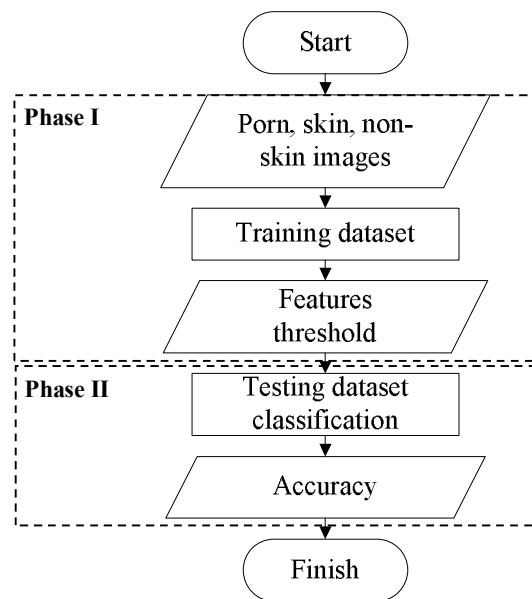 Start
Phase I
Porn, skin, non-
skin images
Training dataset
Features
threshold
Phase II
Testing dataset
classification
Accuracy
Finish